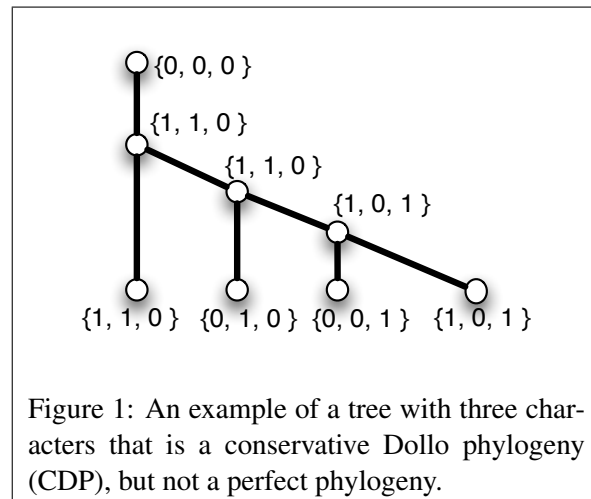 {0, 0, 0 }
{1, 1, 0 }
{1, 1, 0 }
{1, 0, 1 }
{1, 1, 0 } {0, 1, 0 } {0, 0, 1 } {1, 0, 1 }
Figure 1: An example of a tree with three char-
acters that is a conservative Dollo phylogeny
(CDP), but not a perfect phylogeny.